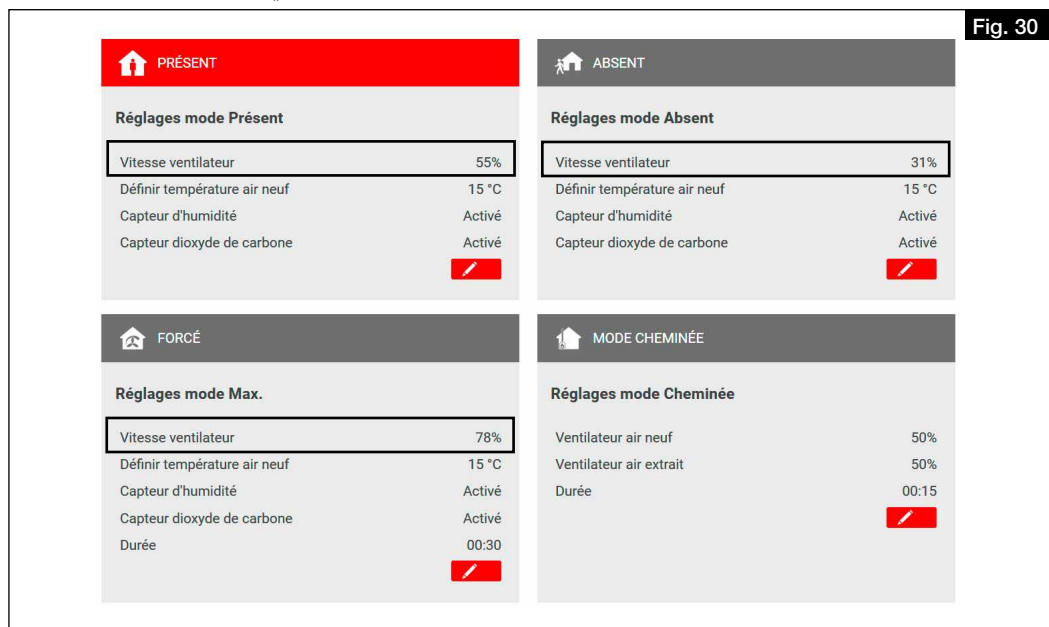 Fig. 30
PRÉSENT
Réglages mode Présent
Vitesse ventilateur 55%
Définir température air neuf 15 °C
Capteur d'humidité Activé
Capteur dioxyde de carbone Activé
ABSENT
Réglages mode Absent
Vitesse ventilateur 31%
Définir température air neuf 15 °C
Capteur d'humidité Activé
Capteur dioxyde de carbone Activé
FORCÉ
Réglages mode Max.
Vitesse ventilateur 78%
Définir température air neuf 15 °C
Capteur d'humidité Activé
Capteur dioxyde de carbone Activé
Durée 00:30
MODE CHEMINÉE
Réglages mode Cheminée
Ventilateur air neuf 50%
Ventilateur air extrait 50%
Durée 00:15